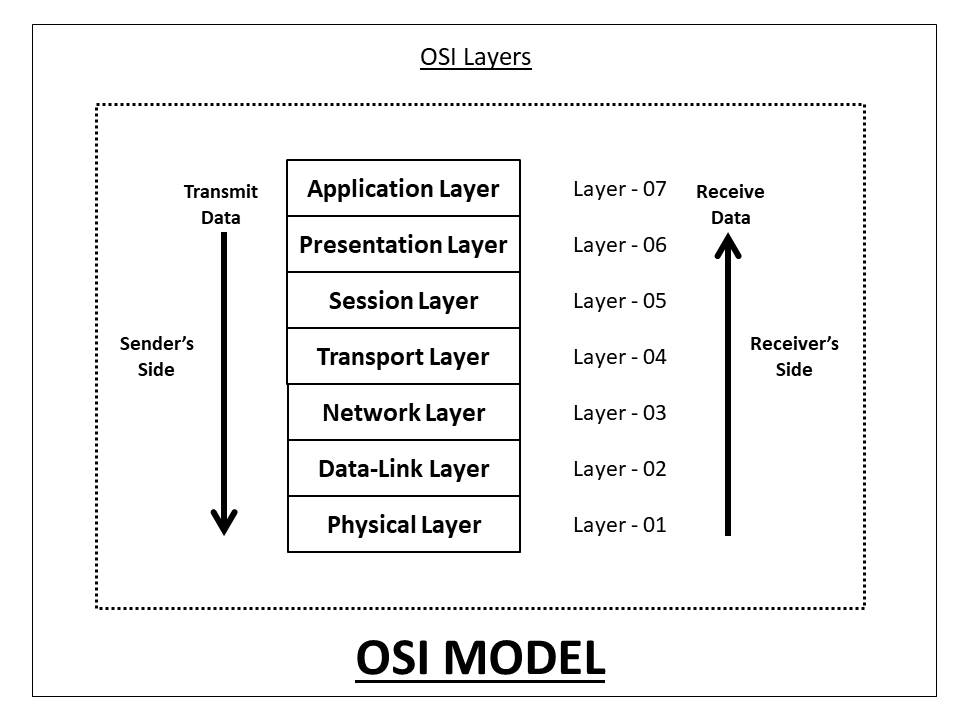 OSI Layers
Transmit
Data
Sender's
Side
Application Layer
Presentation Layer
Session Layer
Transport Layer
Network Layer
Data-Link Layer
Physical Layer
Layer - 07
Layer - 06
Layer - 05
Layer - 04
Layer - 03
Layer - 02
Layer - 01
Receive
Data
Receiver's
Side
OSI MODEL